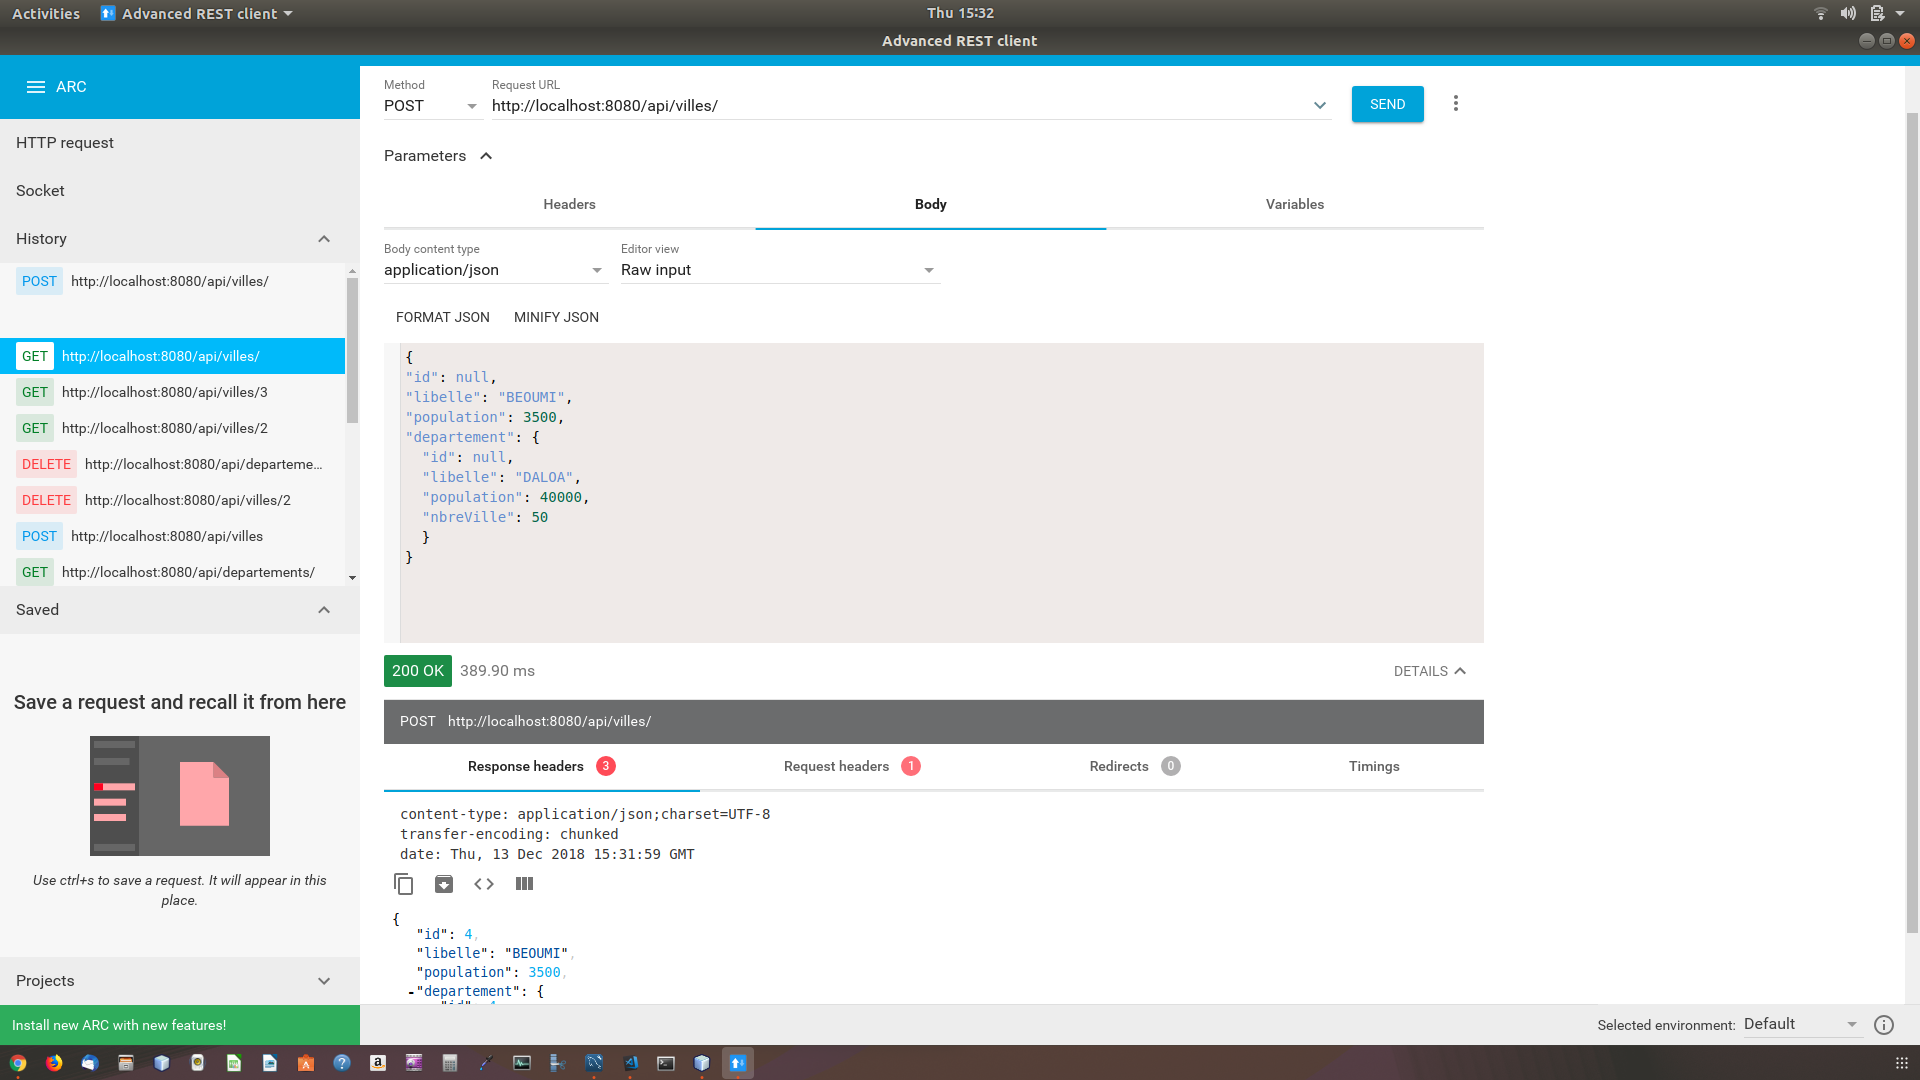 Activities
Advanced REST client
Thu 15:32
Advanced REST client
ARC
HTTP request
Socket
History
POST http://localhost:8080/api/villes/
GET http://localhost:8080/api/villes/
GET http://localhost:8080/api/villes/3
GET http://localhost:8080/api/villes/2
DELETE http://localhost:8080/api/departeme...
DELETE http://localhost:8080/api/villes/2
POST http://localhost:8080/api/villes
GET http://localhost:8080/api/departements/
Saved
Save a request and recall it from here
Use ctrl+s to save a request. It will appear in this
place.
Projects
Install new ARC with new features!
Method
POST
Request URL
http://localhost:8080/api/villes/
SEND
Parameters
Headers
Body
Variables
Body content type
application/json
Editor view
Raw input
FORMAT JSON
MINIFY JSON
{
"id": null,
"libelle": "BEOUMI",
"population": 3500,
"departement": {
"id": null,
"libelle": "DALOA",
"population": 40000,
"nbreVille": 50
}
}
200 OK
389.90 ms
DETAILS
POST http://localhost:8080/api/villes/
Response headers 3
Request headers 1
Redirects 0
Timings
content-type: application/json;charset=UTF-8
transfer-encoding: chunked
date: Thu, 13 Dec 2018 15:31:59 GMT
{
"id": 4,
"libelle": "BEOUMI",
"population": 3500,
-"departement": {
Selected environment: Default